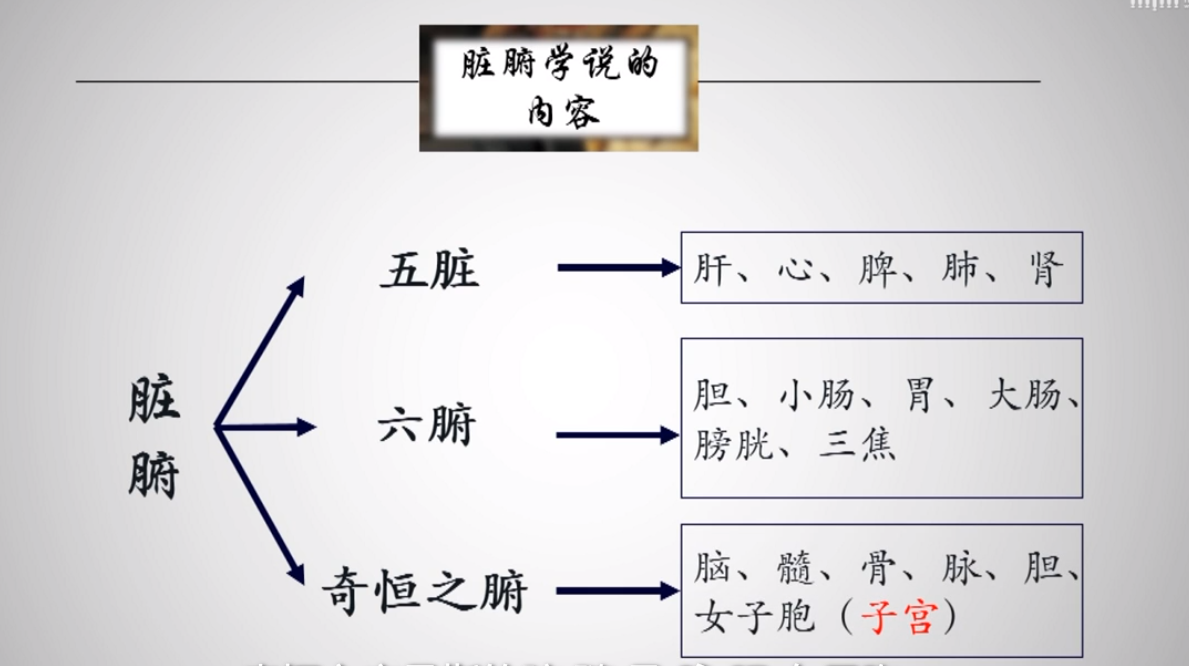 脏腑学说的
内容
五脏
肝、心、脾、肺、肾
脏
腑
六腑
胆、小肠、胃、大肠、
膀胱、三焦
奇恒之腑
脑、髓、骨、脉、胆、
女子胞（子宫）